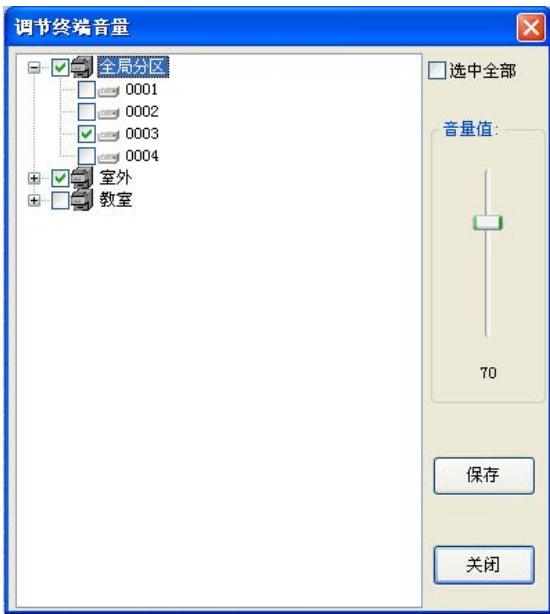 调节终端音量
全局分区
选中全部
0001
0002
0003
0004
室外
教室
音量值:
70
保存
关闭